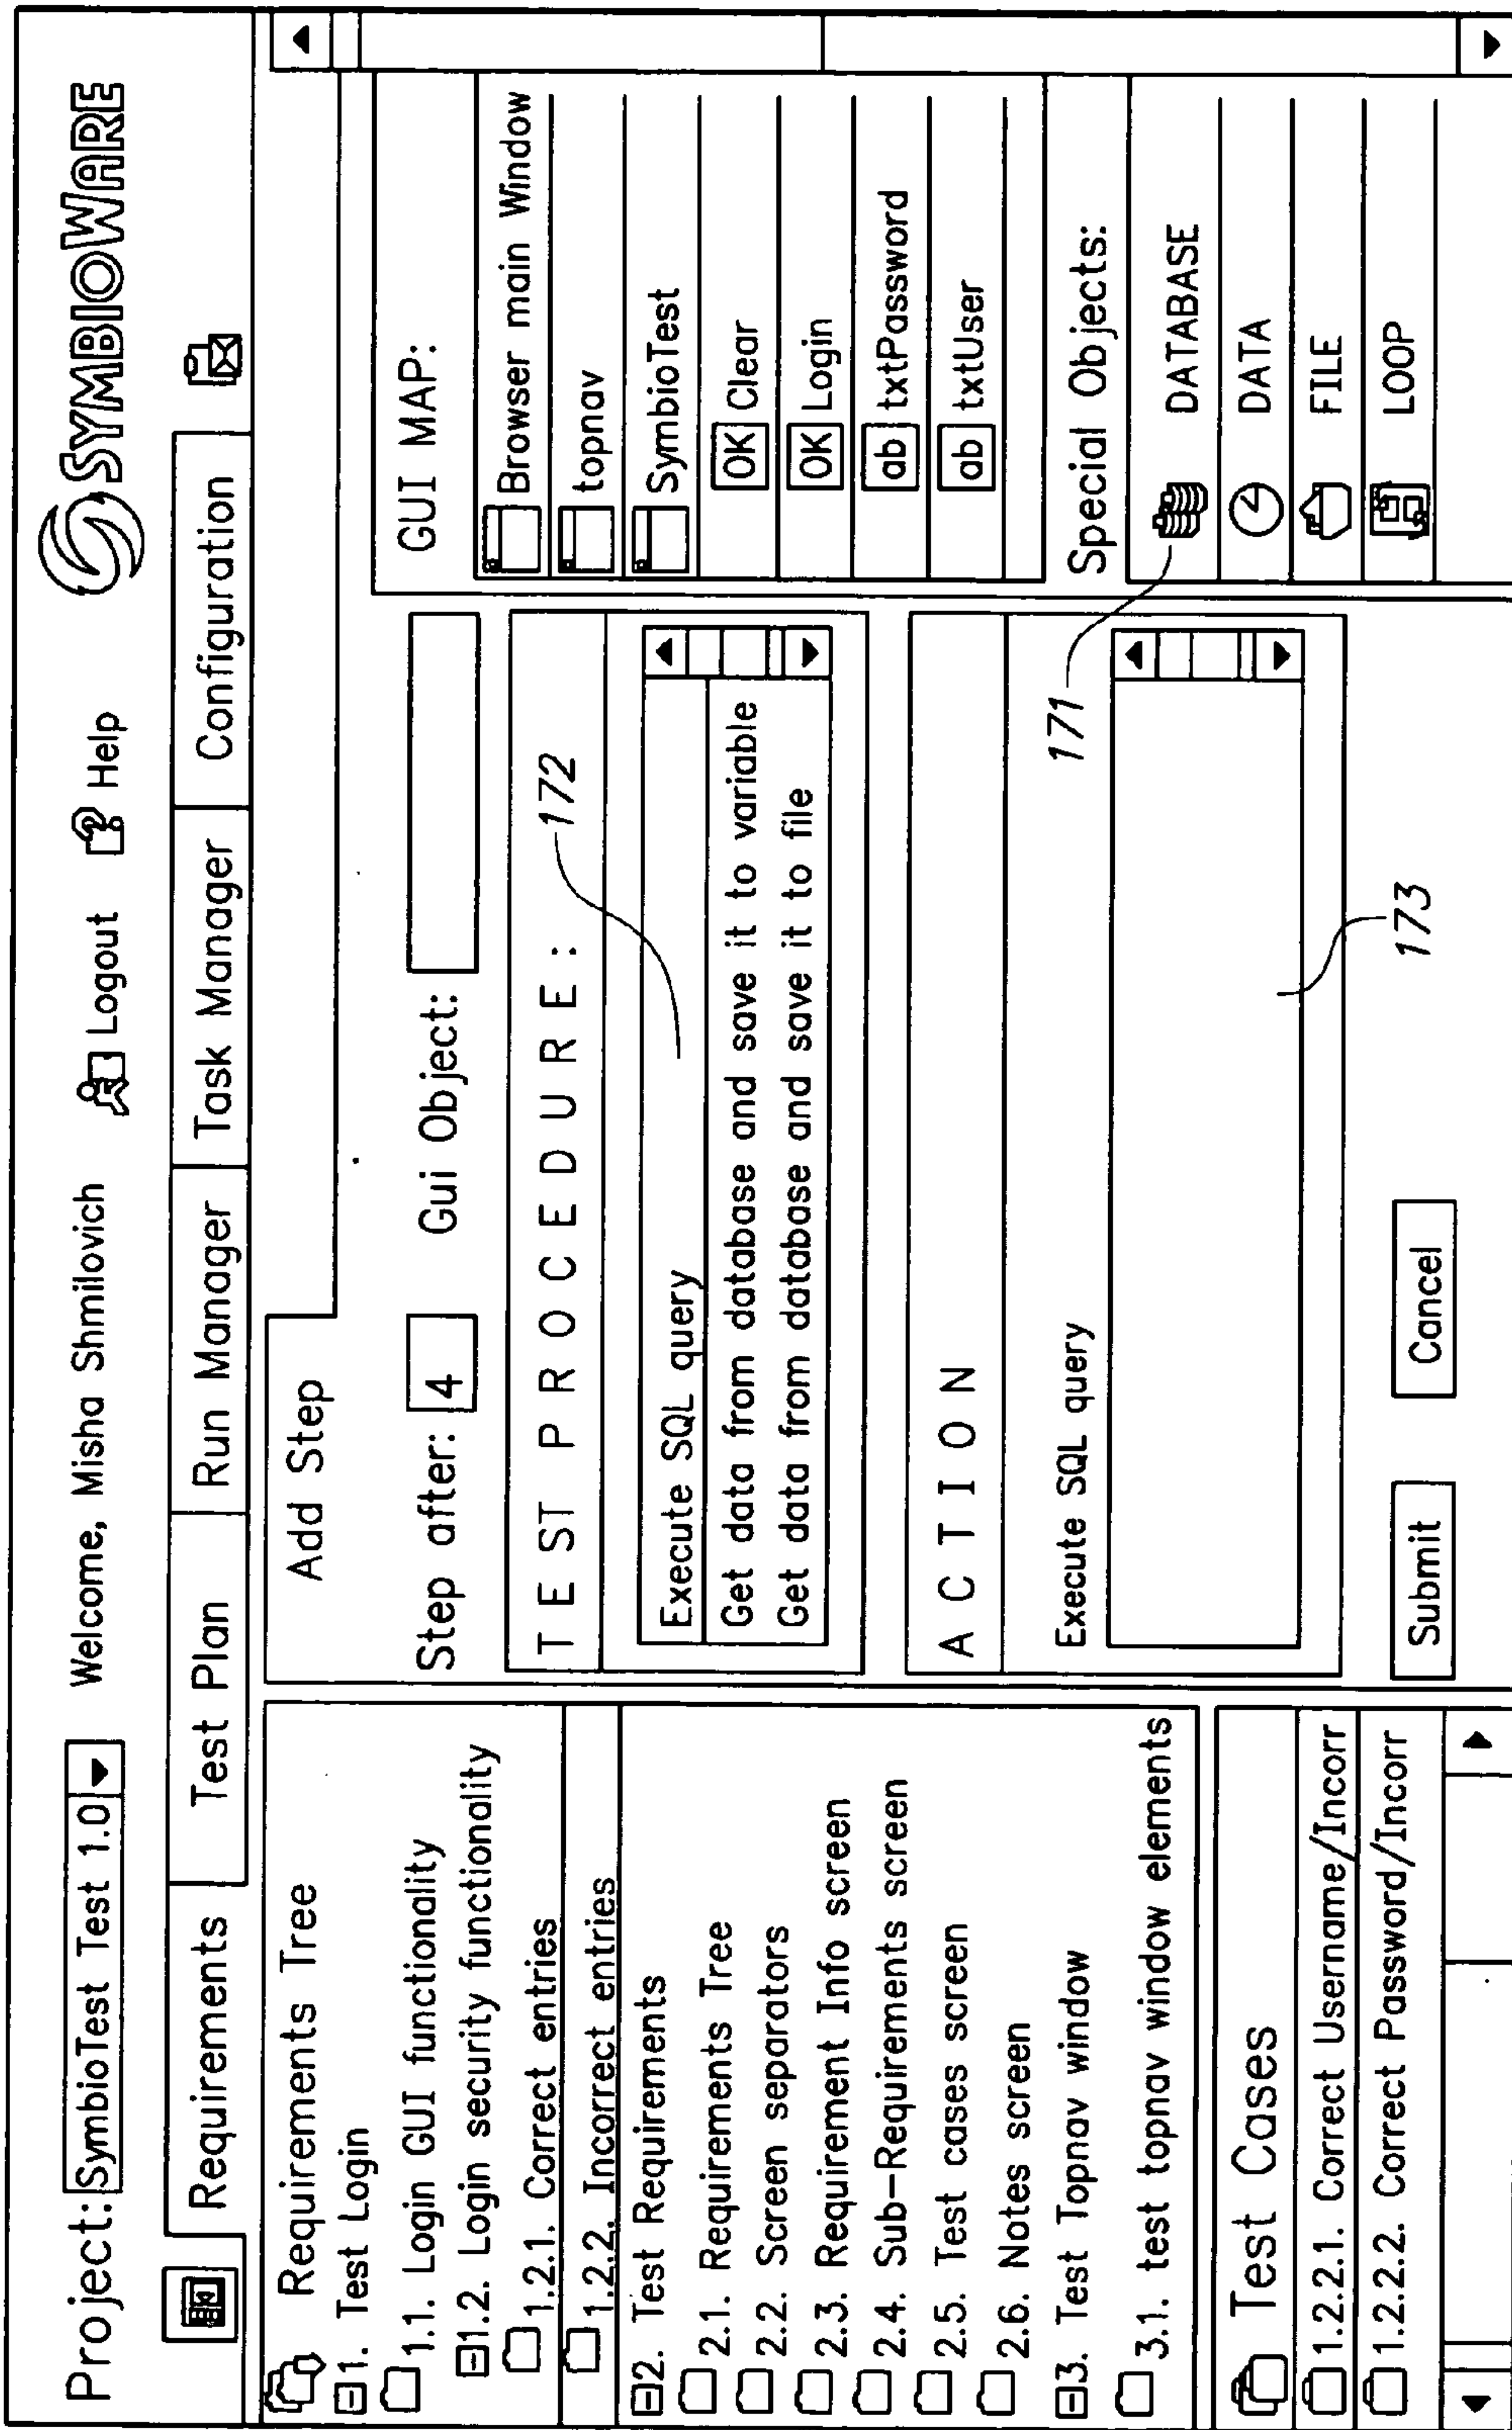 Project: SymbioTest Test 1.0 Welcome, Misha Shmilovich Logout ? Help SYMBIOWARE
Requirements Test Plan Run Manager Task Manager Configuration
Requirements Tree
1. Test Login
1.1. Login GUI functionality
1.2. Login security functionality
1.2.1. Correct entries
1.2.2. Incorrect entries
2. Test Requirements
2.1. Requirements Tree
2.2. Screen separators
2.3. Requirement Info screen
2.4. Sub-Requirements screen
2.5. Test cases screen
2.6. Notes screen
3. Test Topnav window
3.1. test topnav window elements
Test Cases
1.2.2.1. Correct Username/Incorr
1.2.2.2. Correct Password/Incorr
Add Step
Step after: 4 Gui Object:
TEST PROCEDURE:
172
Execute SQL query
Get data from database and save it to variable
Get data from database and save it to file
ACTION
Execute SQL query
171
173
Submit Cancel
GUI MAP:
Browser main Window
topnav
SymbioTest
OK Clear
OK Login
ab txtPassword
ab txtUser
Special Objects:
DATABASE
DATA
FILE
LOOP